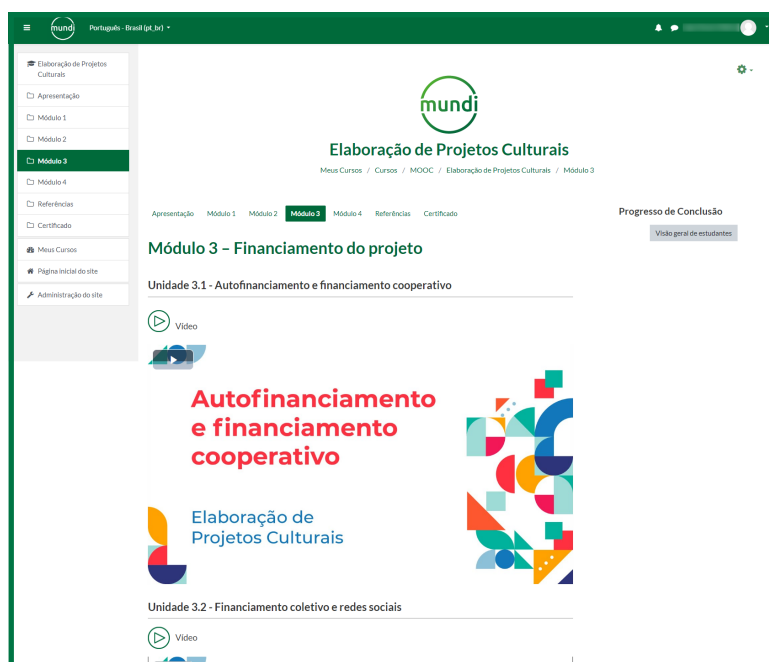 mundi
Português - Brasil (pt_br)
Elaboração de Projetos
Culturais
Apresentação
Módulo 1
Módulo 2
Módulo 3
Módulo 4
Referências
Certificado
Meus Cursos
Página inicial do site
Administração do site
mundi
Elaboração de Projetos Culturais
Meus Cursos / Cursos / MOOC / Elaboração de Projetos Culturais / Módulo 3
Apresentação Módulo 1 Módulo 2 Módulo 3 Módulo 4 Referências Certificado
Progresso de Conclusão
Visão geral de estudantes
Módulo 3 – Financiamento do projeto
Unidade 3.1 - Autofinanciamento e financiamento cooperativo
Vídeo
Autofinanciamento
e financiamento
cooperativo
Elaboração de
Projetos Culturais
Unidade 3.2 - Financiamento coletivo e redes sociais
Vídeo